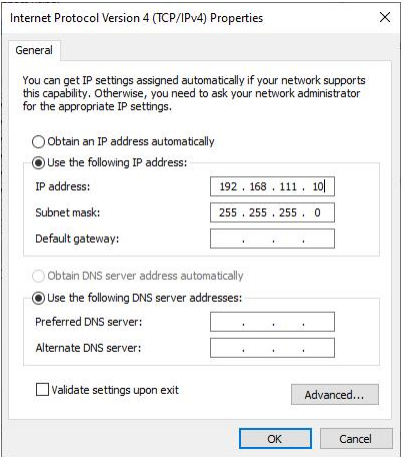 Internet Protocol Version 4 (TCP/IPv4) Properties
General
You can get IP settings assigned automatically if your network supports
this capability. Otherwise, you need to ask your network administrator
for the appropriate IP settings.
Obtain an IP address automatically
Use the following IP address:
IP address: 192 . 168 . 111 . 10
Subnet mask: 255 . 255 . 255 . 0
Default gateway: . . .
Obtain DNS server address automatically
Use the following DNS server addresses:
Preferred DNS server: . . .
Alternate DNS server: . . .
Validate settings upon exit
Advanced...
OK Cancel